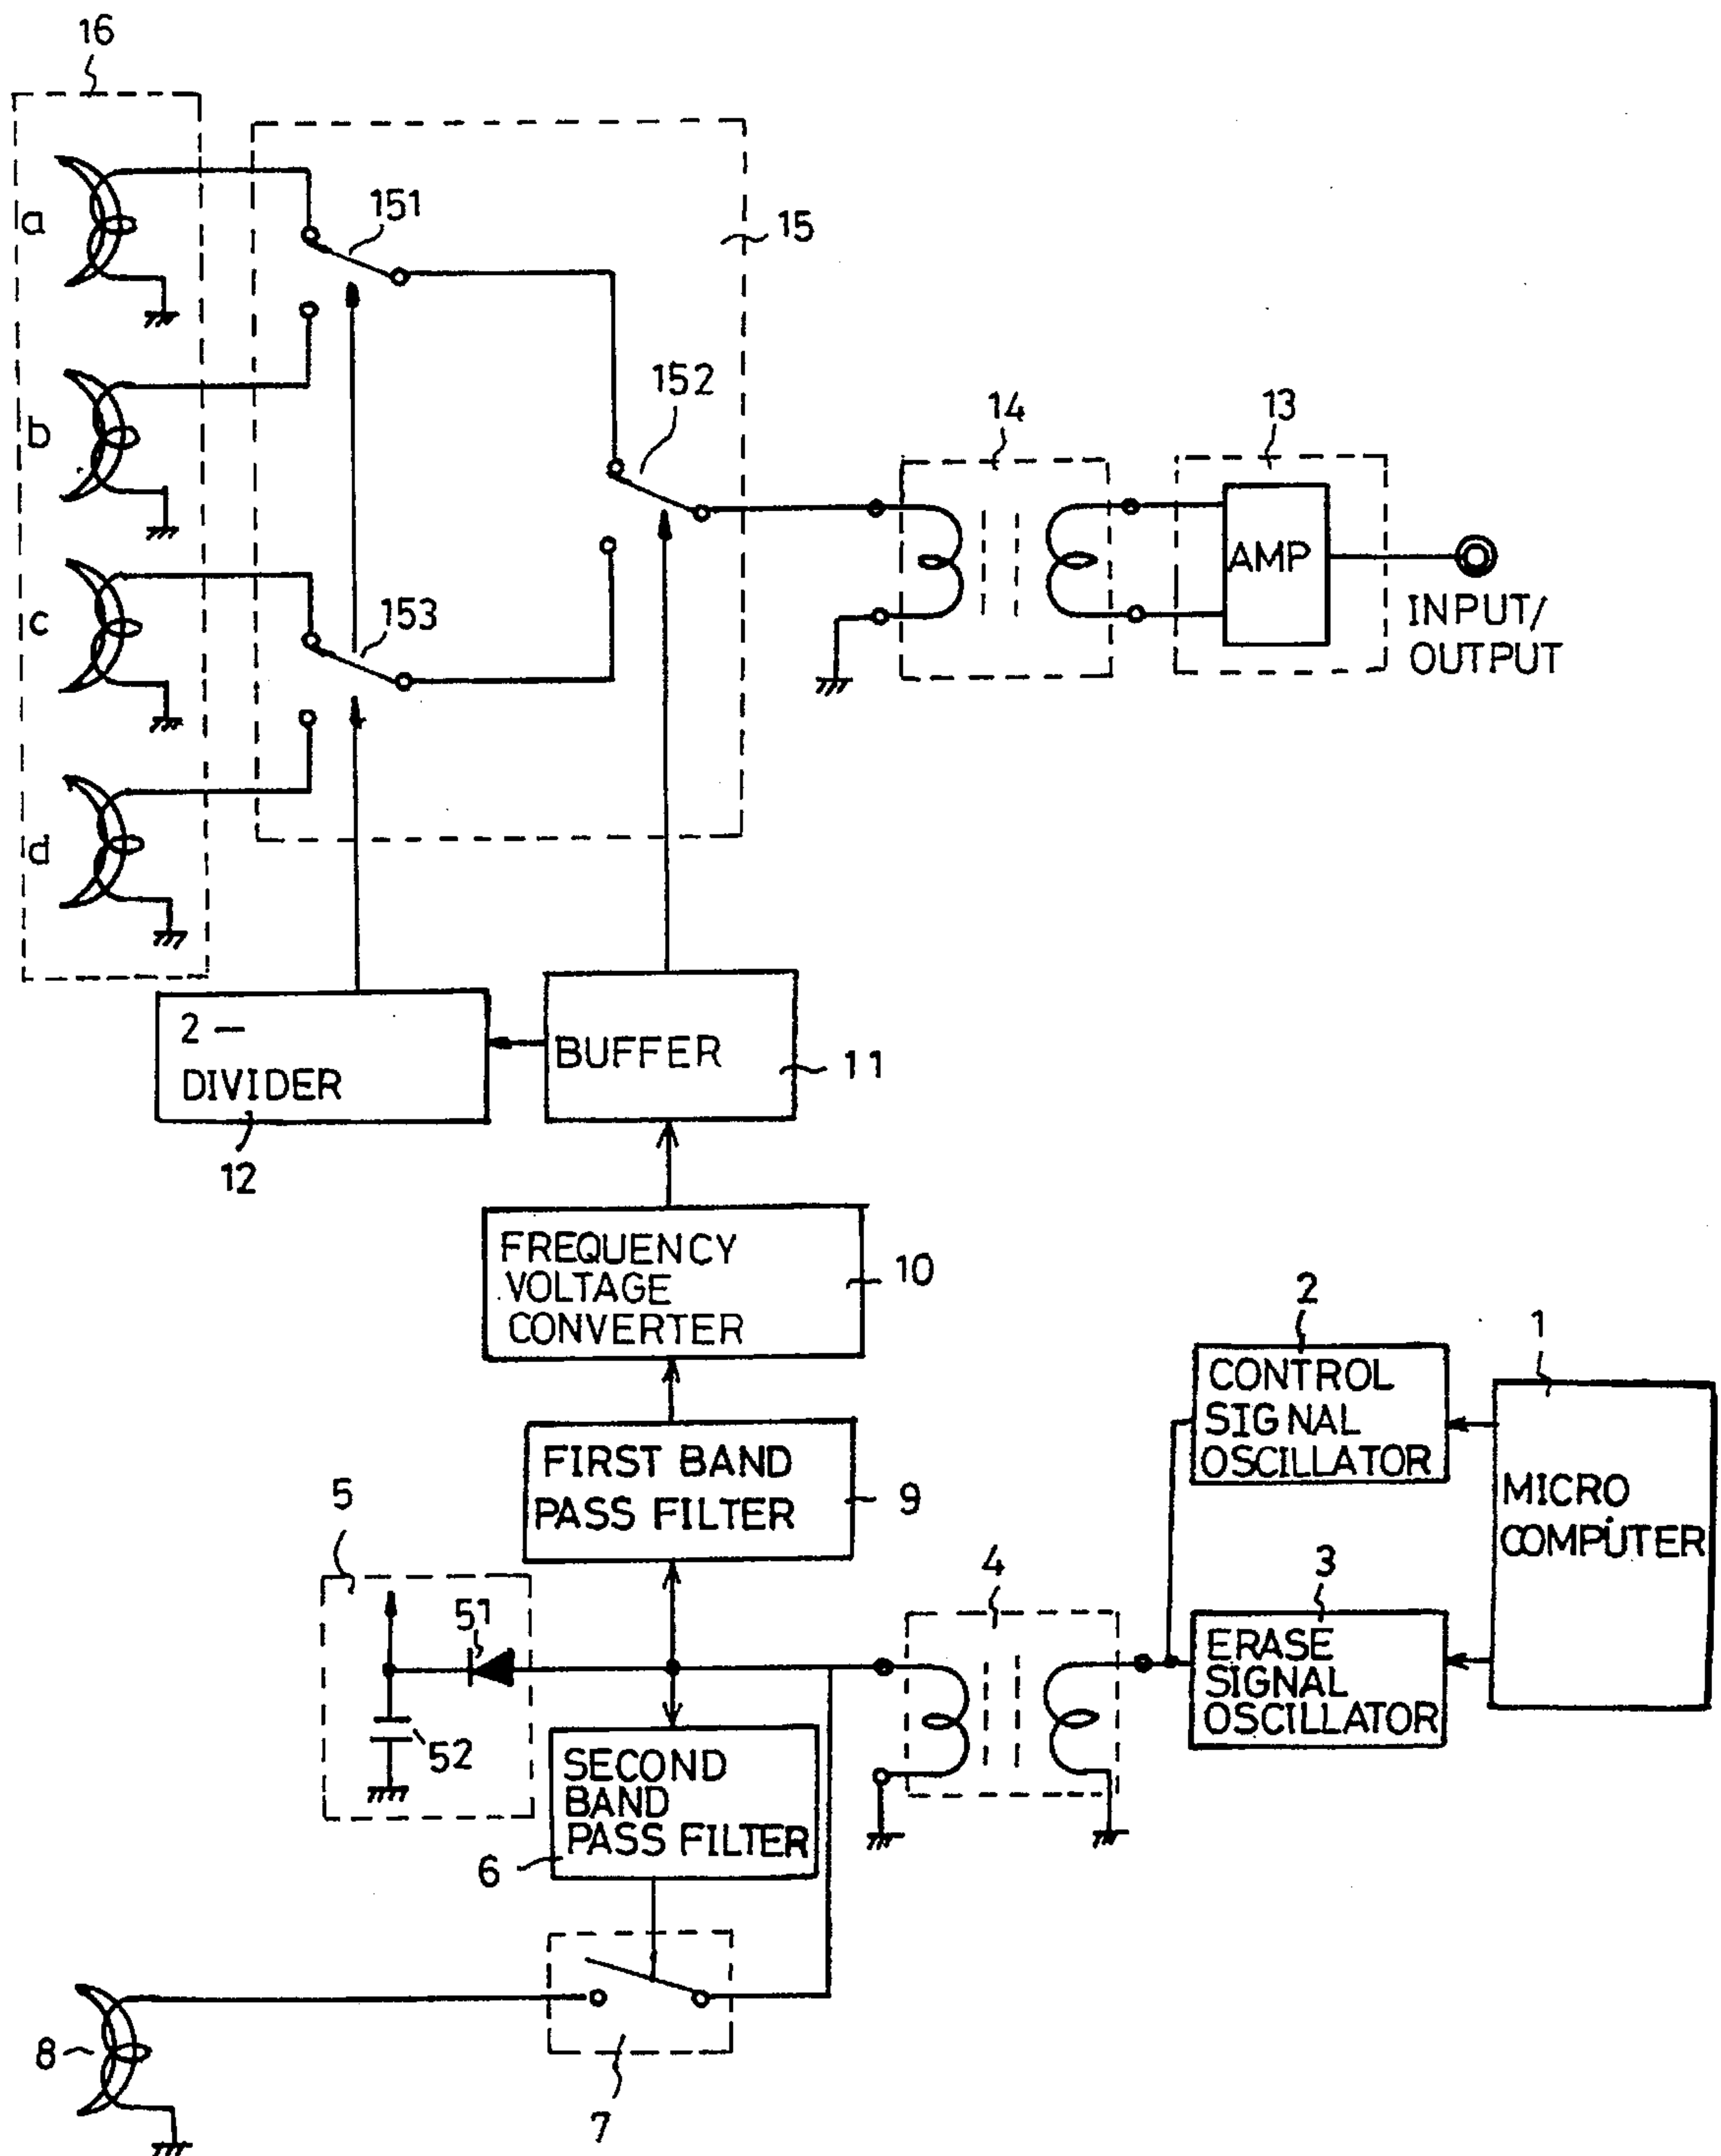 16
a
151
15
b
152
14
13
AMP
c
153
INPUT/
OUTPUT
d
2 —
DIVIDER
BUFFER
11
12
FREQUENCY
VOLTAGE
CONVERTER
10
2
1
CONTROL
SIGNAL
OSCILLATOR
FIRST BAND
PASS FILTER
9
5
MICRO
COMPUTER
4
3
51
ERASE
SIGNAL
OSCILLATOR
52
SECOND
BAND
PASS FILTER
6
8
7